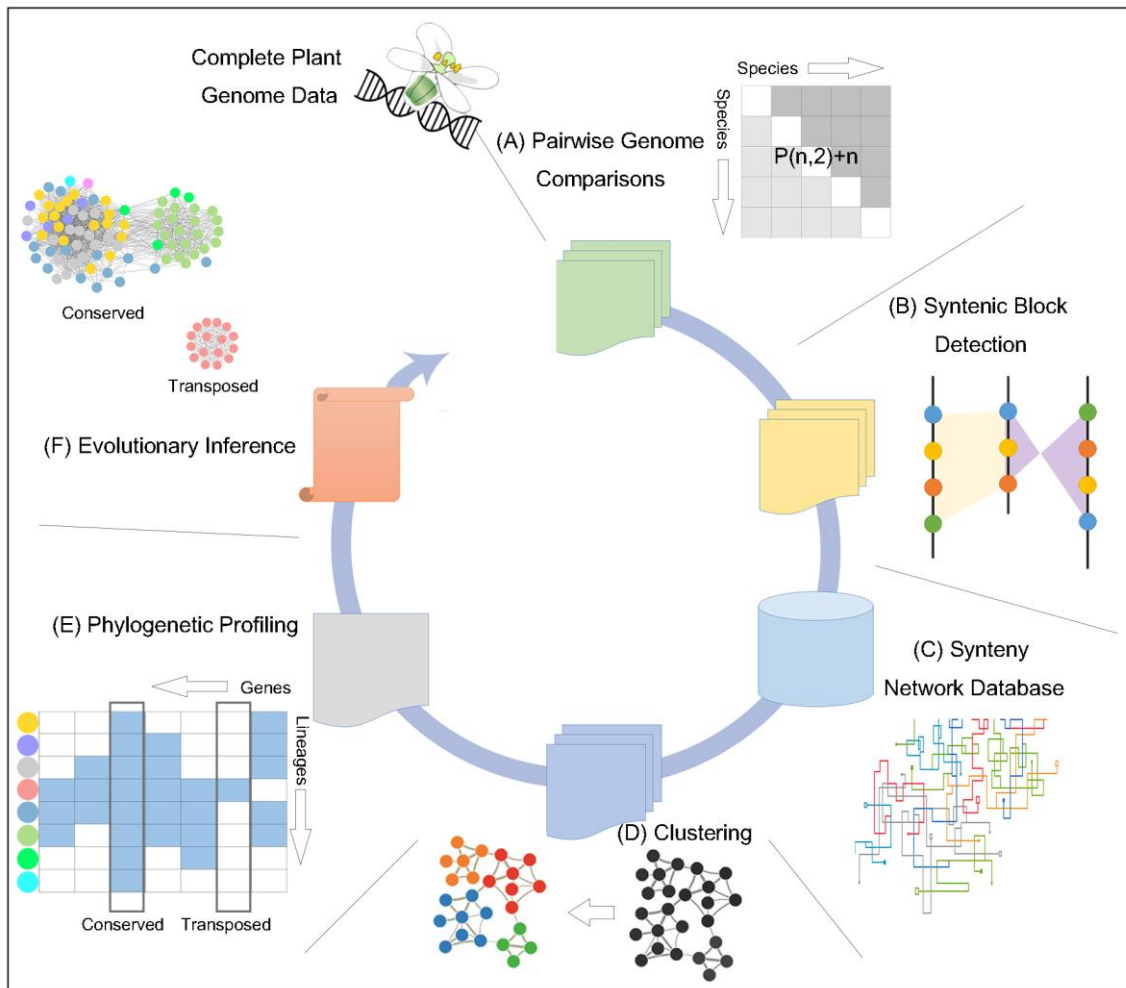 Complete Plant
Genome Data
(A) Pairwise Genome
Comparisons
Species
Species
P(n,2)+n
(B) Syntenic Block
Detection
(C) Synteny
Network Database
(D) Clustering
(E) Phylogenetic Profiling
Genes
Lineages
Conserved
Transposed
(F) Evolutionary Inference
Conserved
Transposed